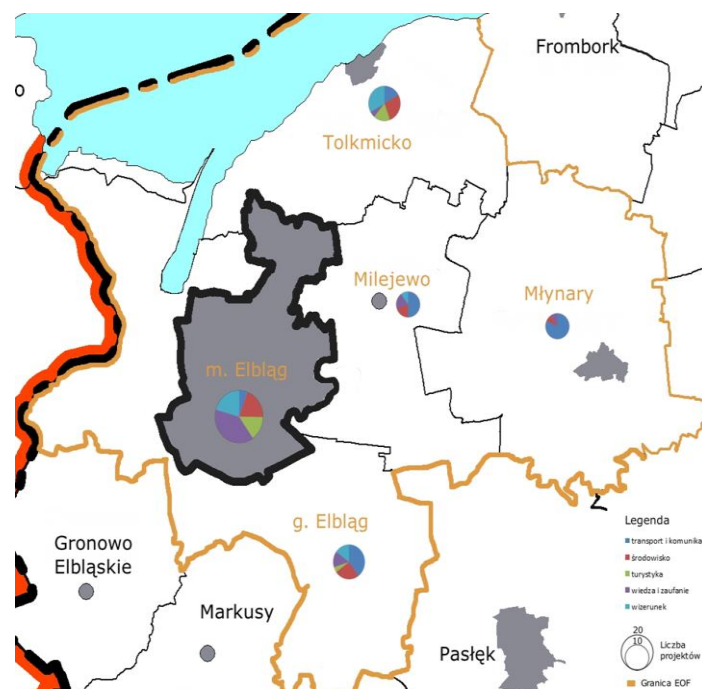 Frombork
o
Tolkmicko
Milejewo
Młynary
m. Elbląg
g. Elbląg
Gronowo
Elbląskie
Markusy
Pasłęk
Legenda
transport i komunika
środowisko
turystyka
wiedza i zaufanie
wizerunek
20
10
Liczba
projektów
Granica EOF